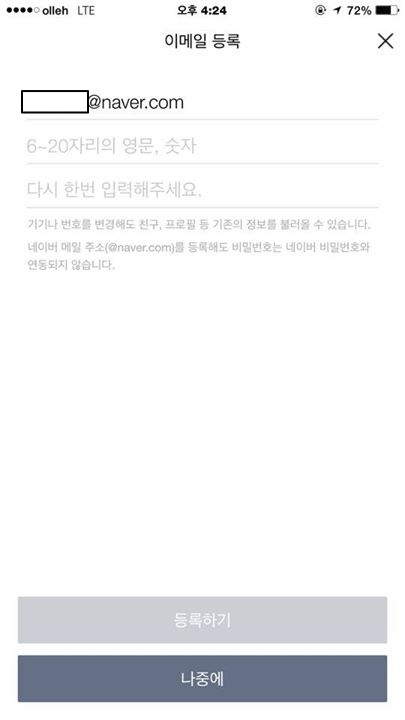 olleh LTE 오후 4:24 72%
이메일 등록
@naver.com
6~20자리의 영문, 숫자
다시 한번 입력해주세요.
기기나 번호를 변경해도 친구, 프로필 등 기존의 정보를 불러올 수 있습니다.
네이버 메일 주소(@naver.com)를 등록해도 비밀번호는 네이버 비밀번호와
연동되지 않습니다.
등록하기
나중에